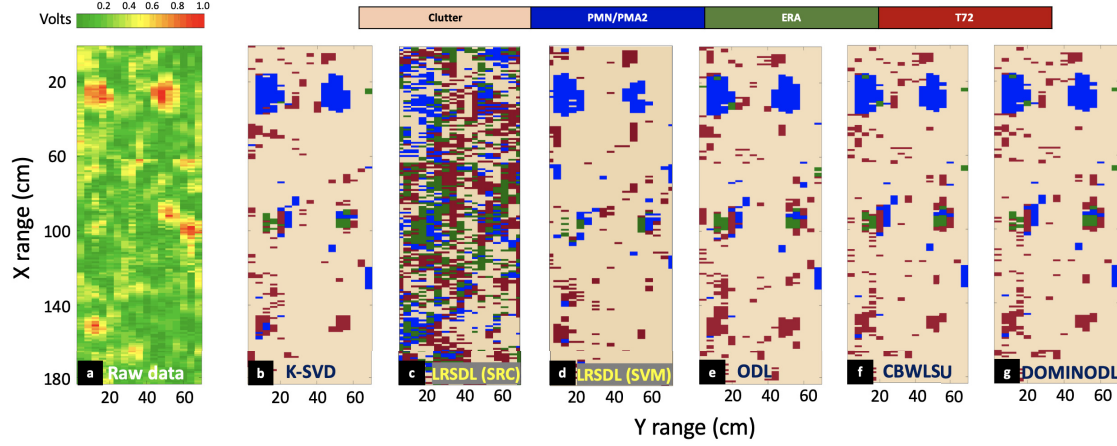 Volts
0.0 0.2 0.4 0.6 0.8 1.0
Clutter PMN/PMA2 ERA T72
X range (cm)
20
60
100
140
180
a Raw data
b K-SVD
c LRSDL (SRC)
d LRSDL (SVM)
e ODL
f CBWLSU
g DOMINODL
20 40 60 20 40 60 20 40 60 20 40 60 20 40 60 20 40 60 20 40 60
Y range (cm)